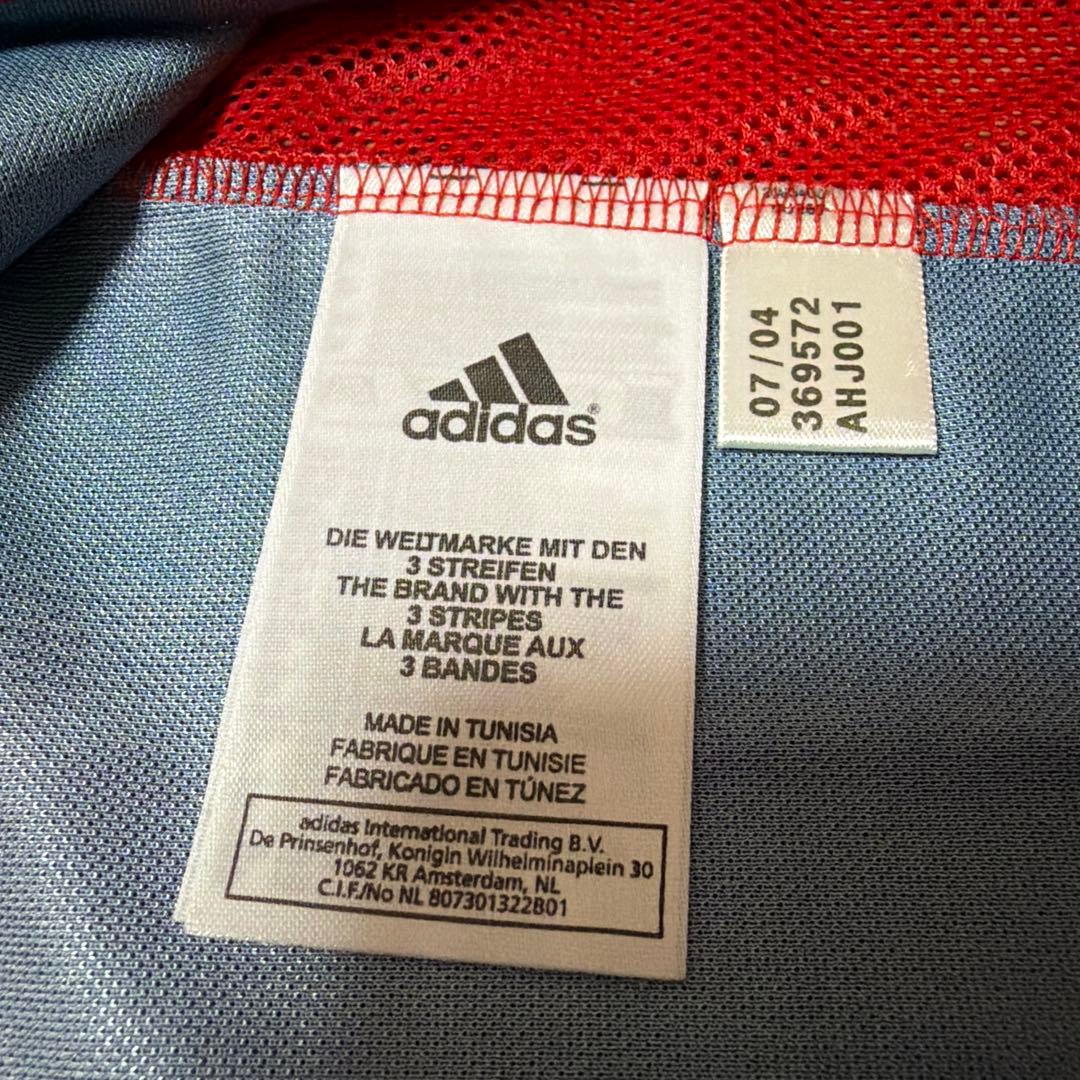 adidas®
DIE WELTMARKE MIT DEN
3 STREIFEN
THE BRAND WITH THE
3 STRIPES
LA MARQUE AUX
3 BANDES
MADE IN TUNISIA
FABRIQUE EN TUNISIE
FABRICADO EN TÚNEZ
adidas International Trading B.V.
De Prinsenhof, Konigin Wilhelminaplein 30
1062 KR Amsterdam, NL
C.I.F./No NL 807301322B01
07/04
369572
AHJ001